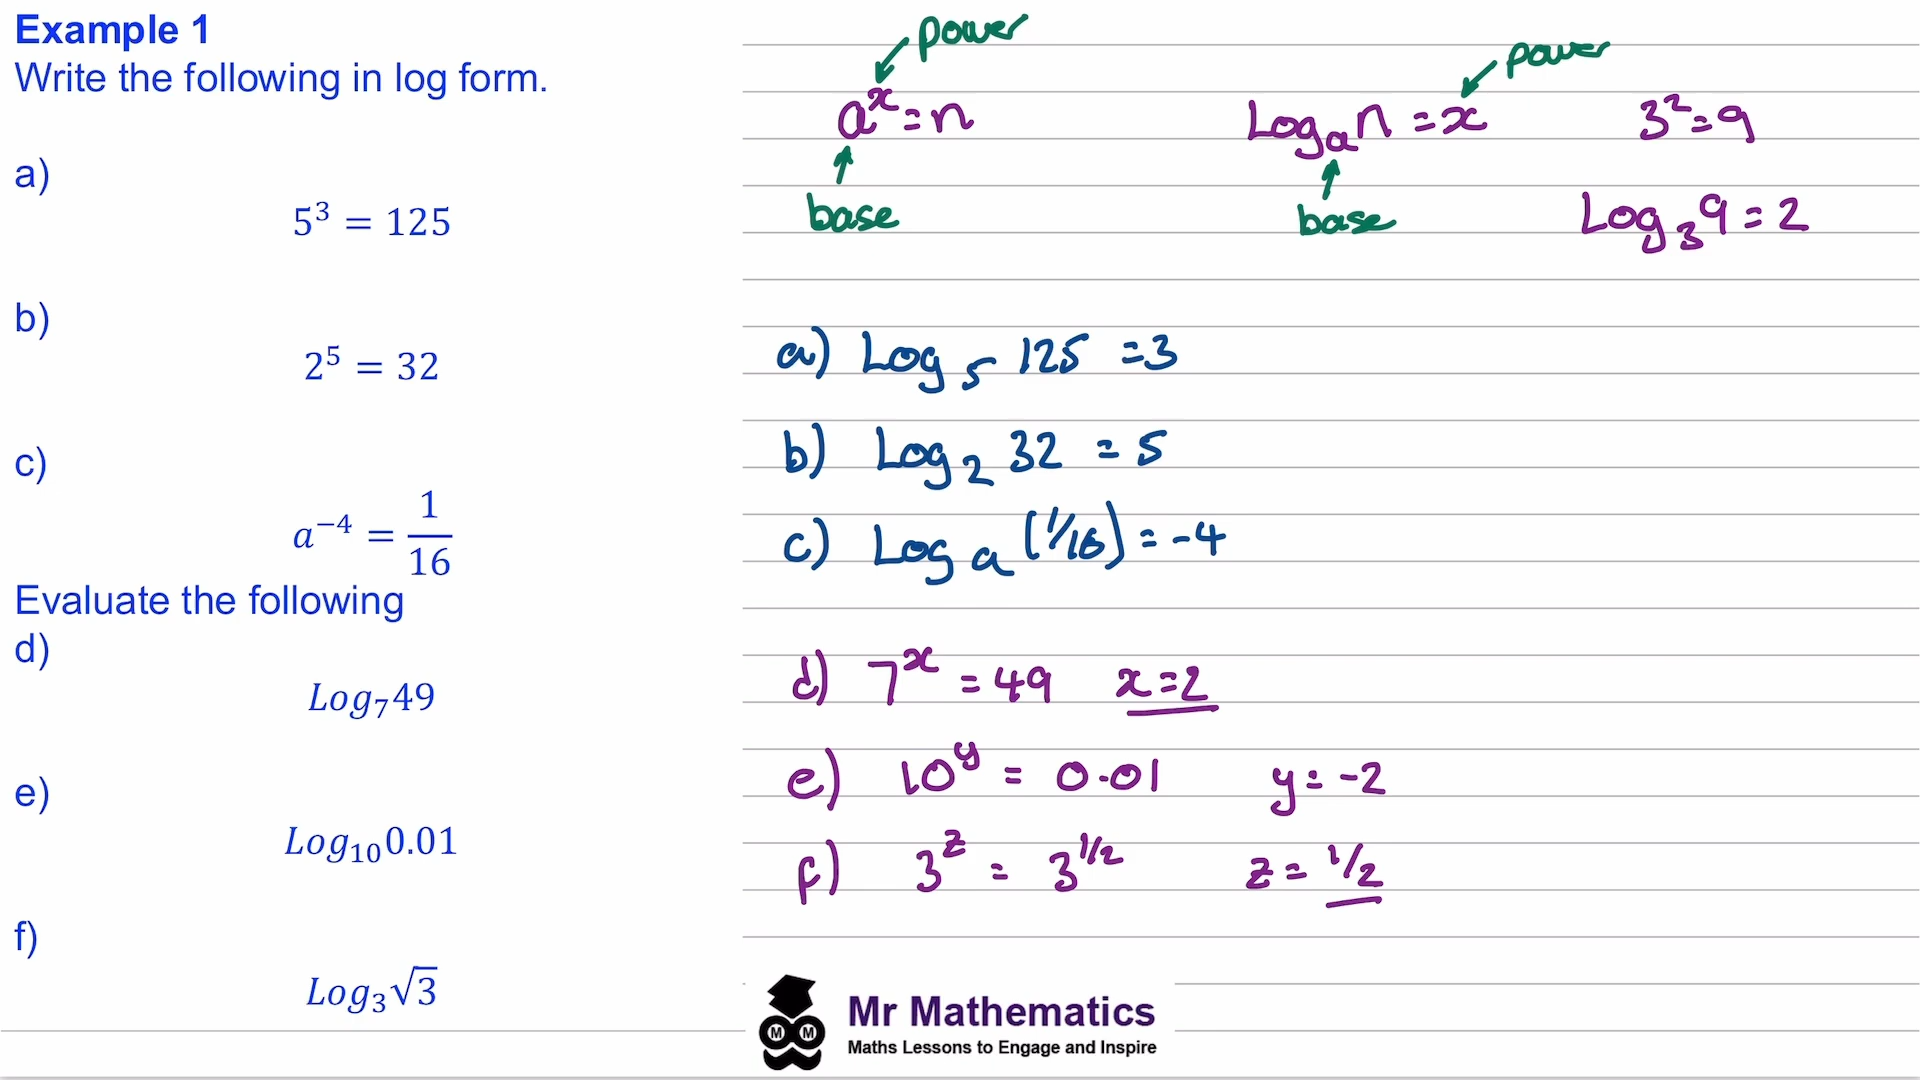 Example 1
Write the following in log form.
a)
5³ = 125
b)
2⁵ = 32
c)
a⁻⁴ = 1/16
Evaluate the following
d)
Log₇49
e)
Log₁₀0.01
f)
Log₃√3
power
aˣ = n
base
power
Logₐn = x
base
3² = 9
Log₃9 = 2
a) Log₅ 125 = 3
b) Log₂ 32 = 5
c) Logₐ (1/16) = -4
d) 7ˣ = 49 x = 2
e) 10ʸ = 0·01 y = -2
f) 3ᶻ = 3^1/2 z = 1/2
M M
Mr Mathematics
Maths Lessons to Engage and Inspire